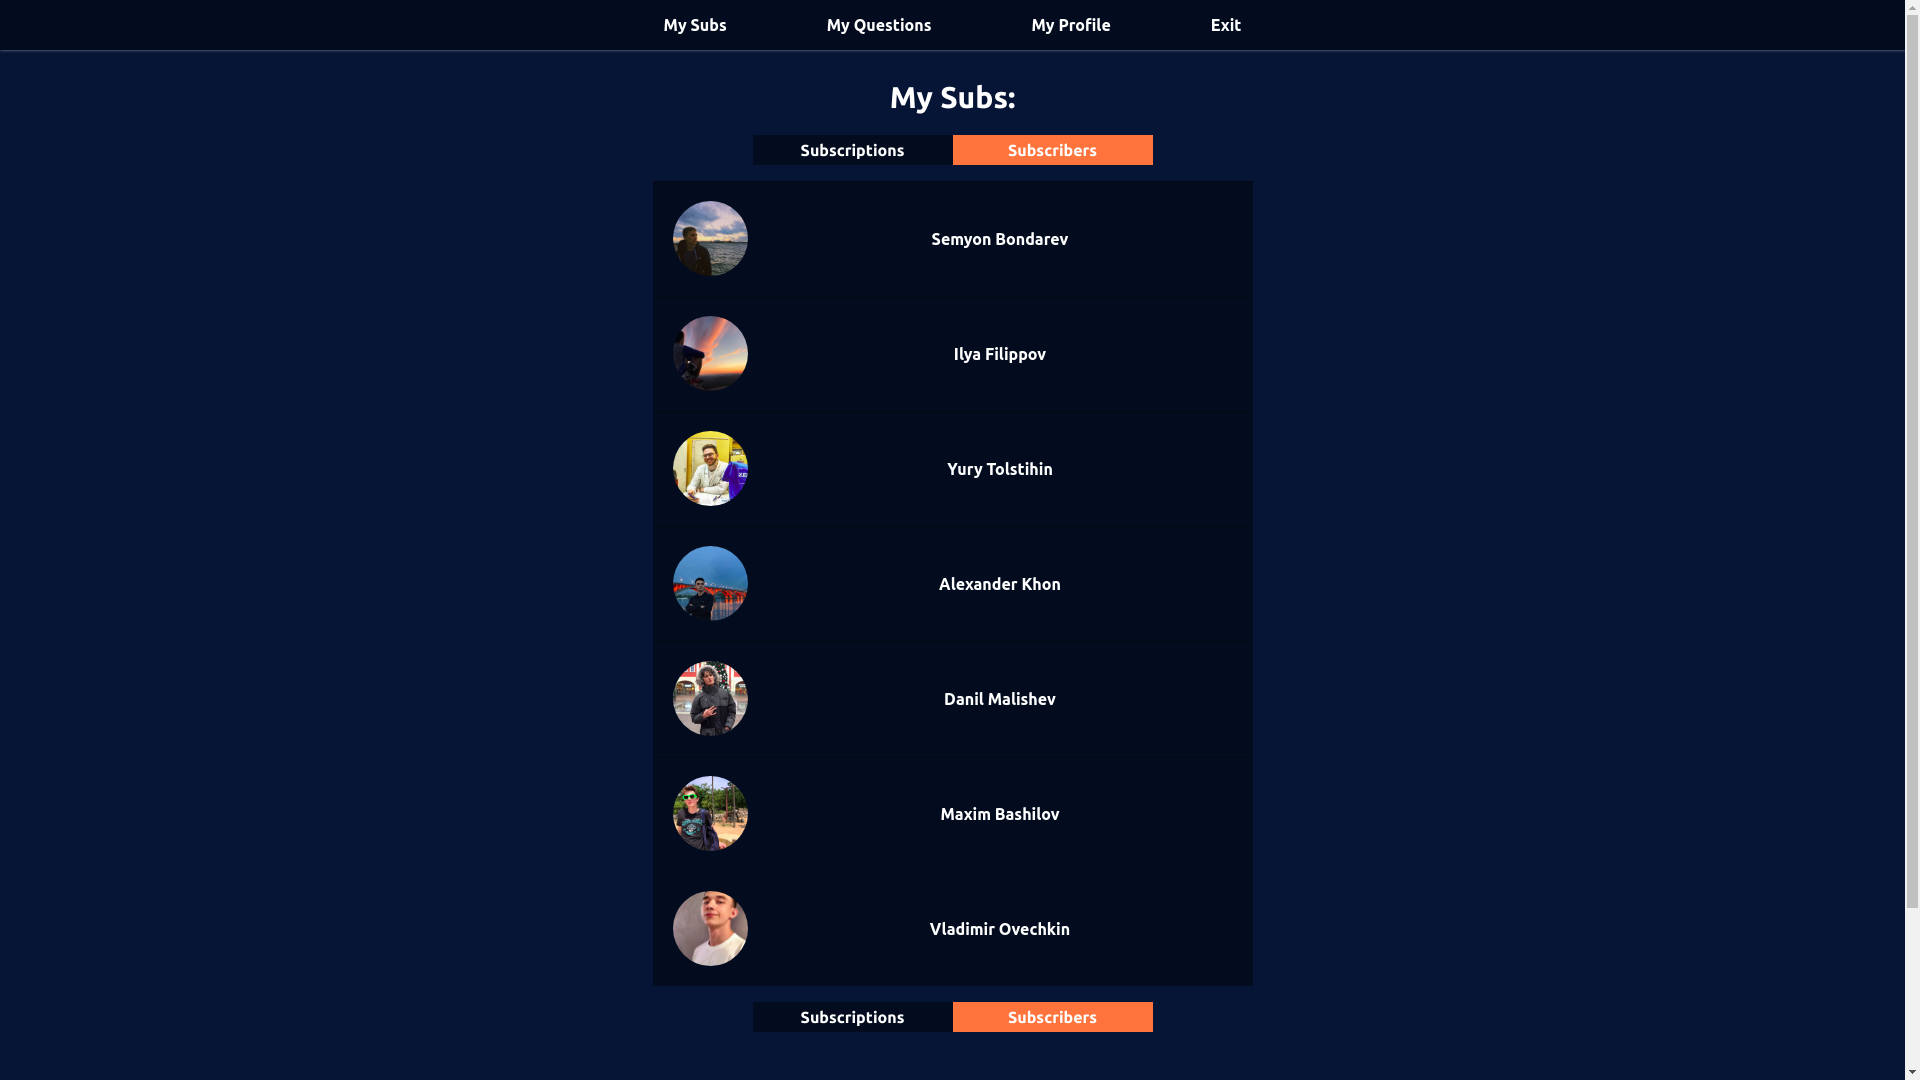 My Subs
My Questions
My Profile
Exit
My Subs:
Subscriptions
Subscribers
Semyon Bondarev
Ilya Filippov
Yury Tolstihin
Alexander Khon
Danil Malishev
Maxim Bashilov
Vladimir Ovechkin
Subscriptions
Subscribers